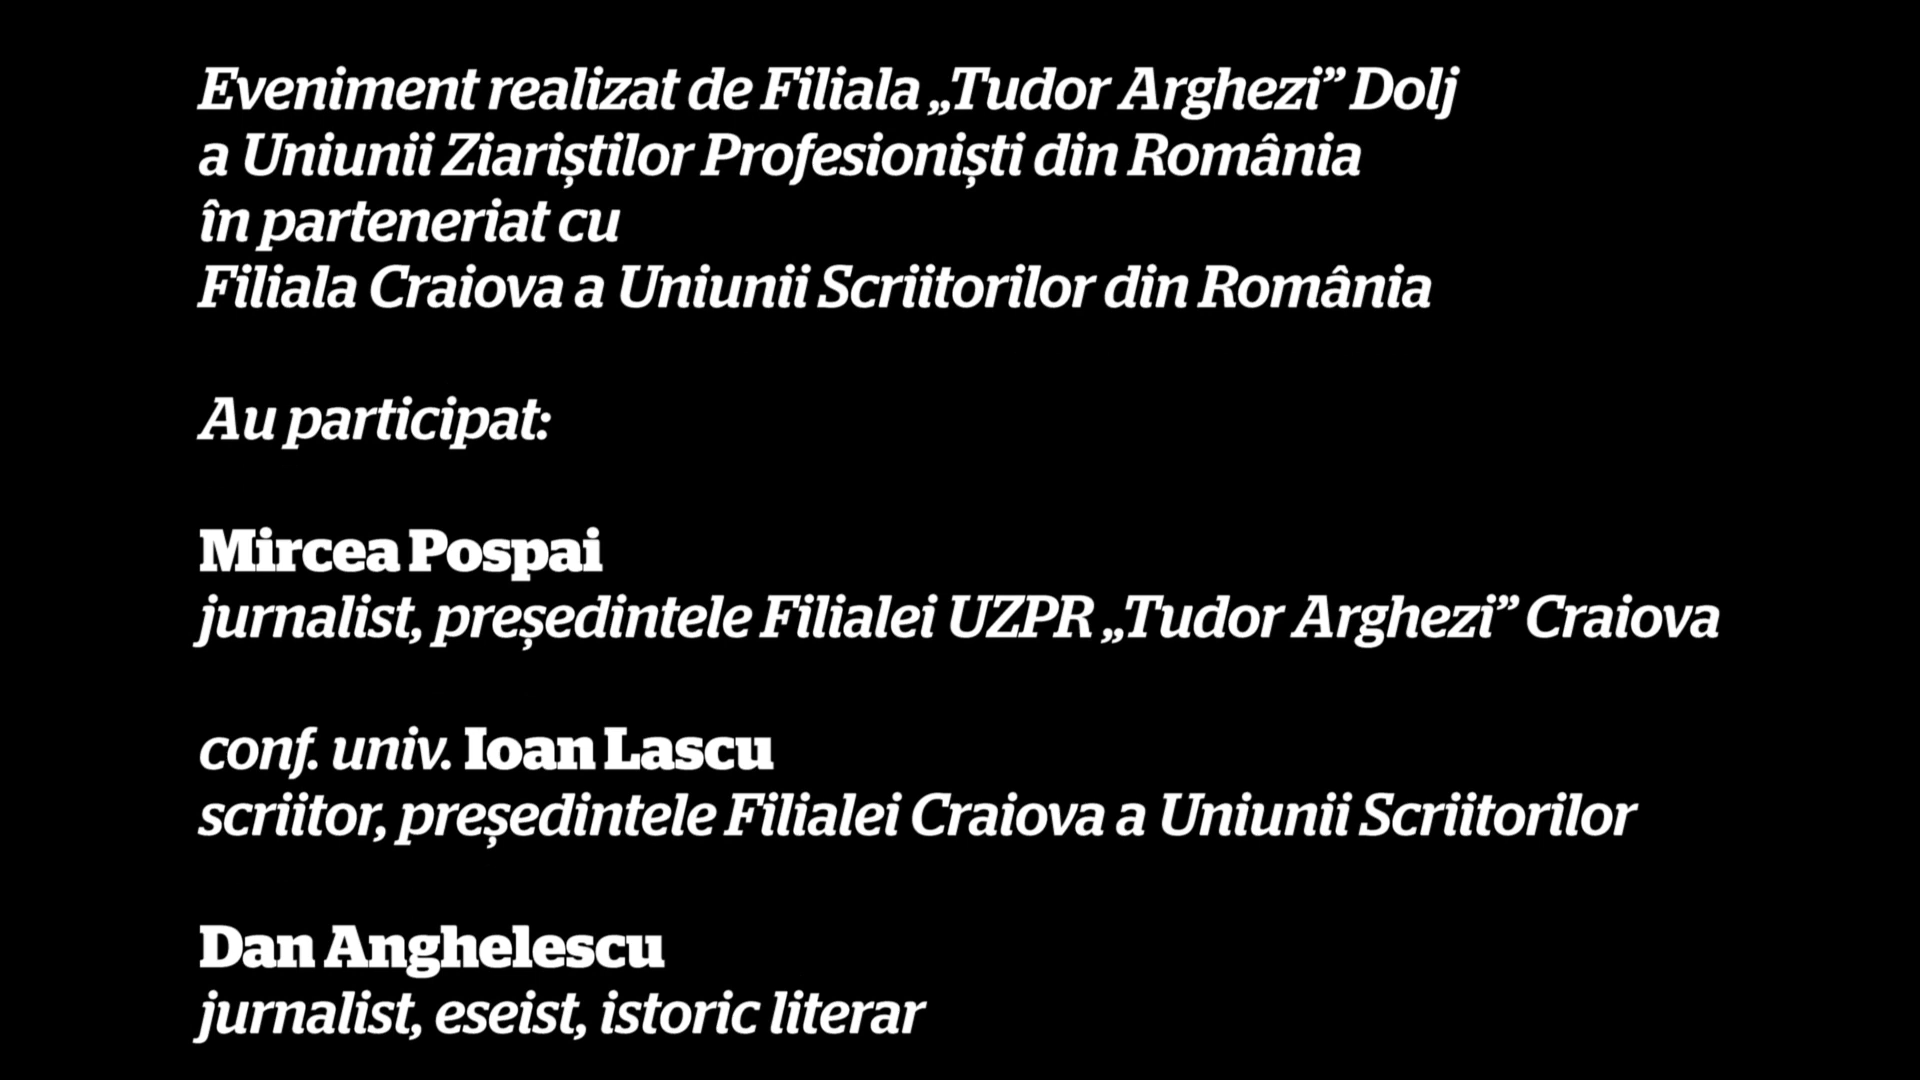 Eveniment realizat de Filiala „Tudor Arghezi” Dolj
a Uniunii Ziariștilor Profesioniști din România
în parteneriat cu
Filiala Craiova a Uniunii Scriitorilor din România
Au participat:
Mircea Pospai
jurnalist, președintele Filialei UZPR „Tudor Arghezi” Craiova
conf. univ. Ioan Lascu
scriitor, președintele Filialei Craiova a Uniunii Scriitorilor
Dan Anghelescu
jurnalist, eseist, istoric literar